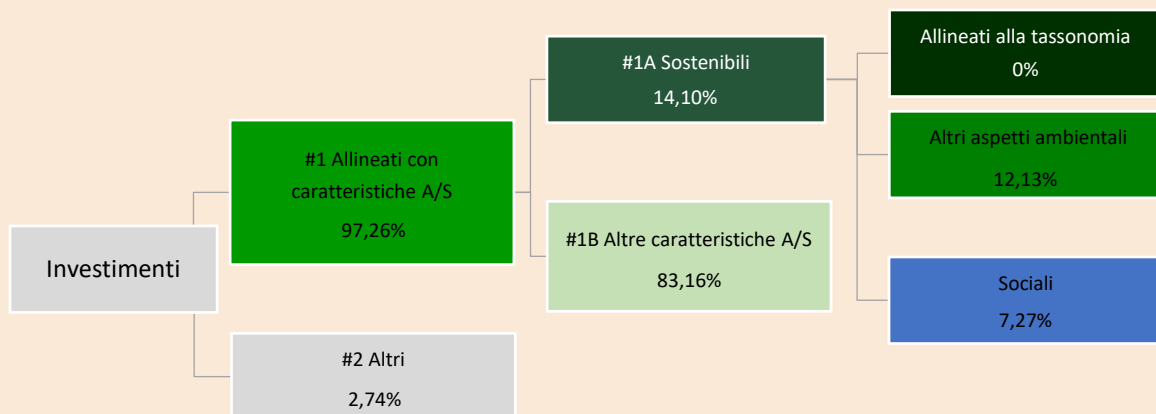 Investimenti
#1 Allineati con
caratteristiche A/S
97,26%
#2 Altri
2,74%
#1A Sostenibili
14,10%
#1B Altre caratteristiche A/S
83,16%
Allineati alla tassonomia
0%
Altri aspetti ambientali
12,13%
Sociali
7,27%